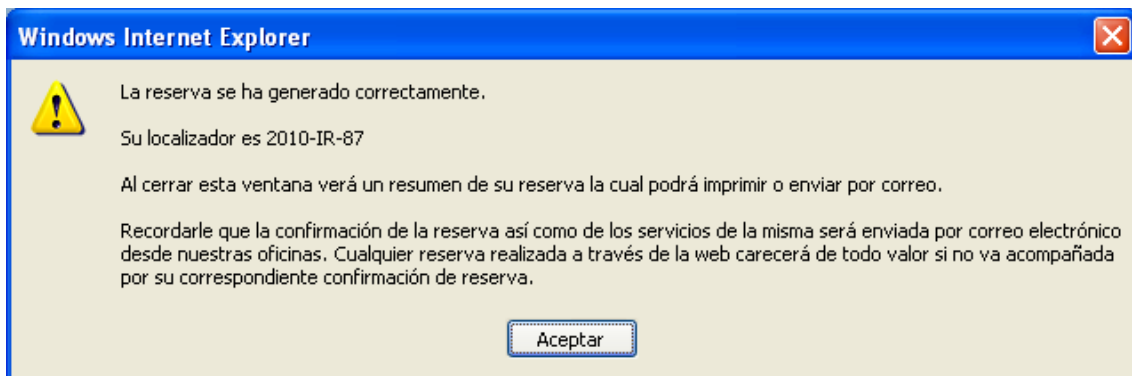 Windows Internet Explorer
La reserva se ha generado correctamente.
Su localizador es 2010-IR-87
Al cerrar esta ventana verá un resumen de su reserva la cual podrá imprimir o enviar por correo.
Recordarle que la confirmación de la reserva así como de los servicios de la misma será enviada por correo electrónico
desde nuestras oficinas. Cualquier reserva realizada a través de la web carecerá de todo valor si no va acompañada
por su correspondiente confirmación de reserva.
Aceptar